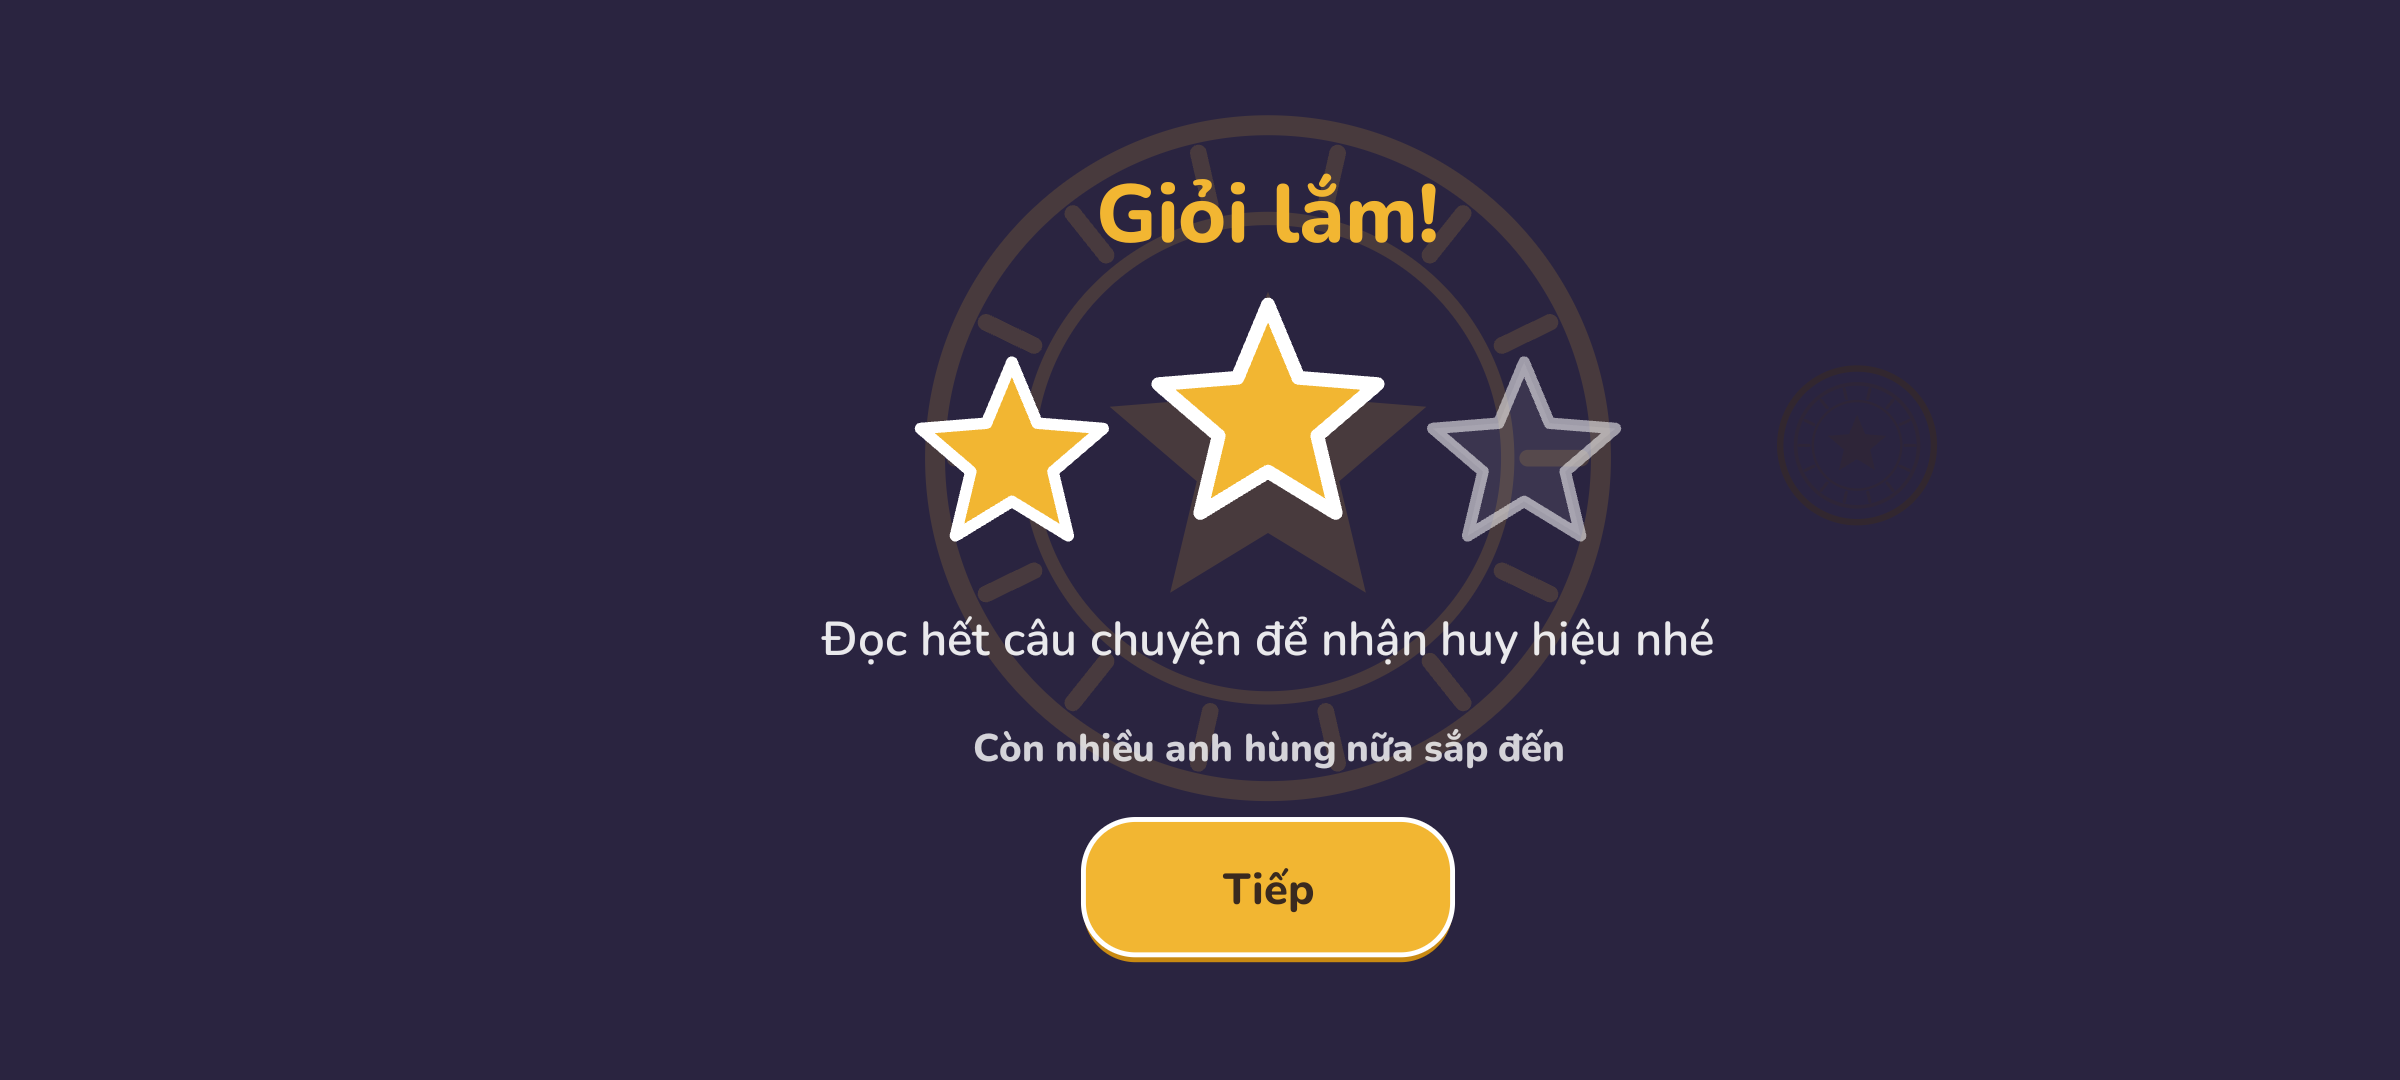 Giỏi lắm!
Đọc hết câu chuyện để nhận huy hiệu nhé
Còn nhiều anh hùng nữa sắp đến
Tiếp